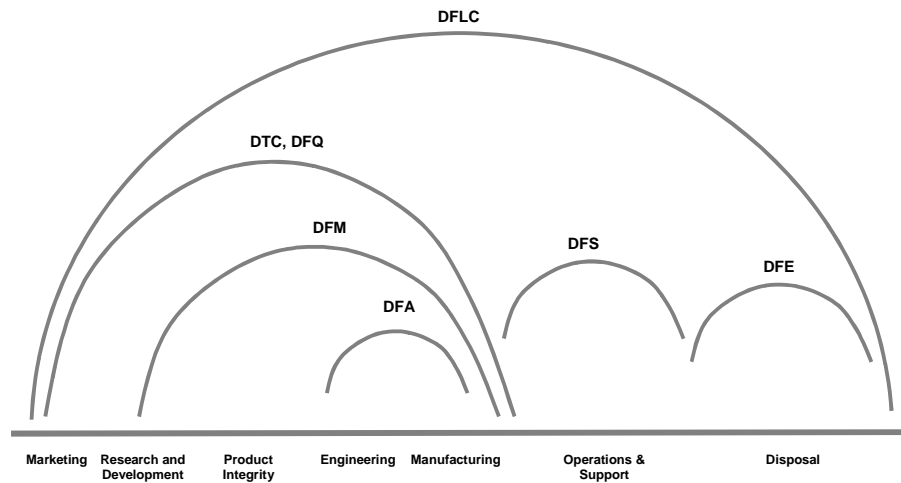 DFLC
DTC, DFQ
DFM
DFS
DFE
DFA
Marketing
Research and
Development
Product
Integrity
Engineering
Manufacturing
Operations &
Support
Disposal